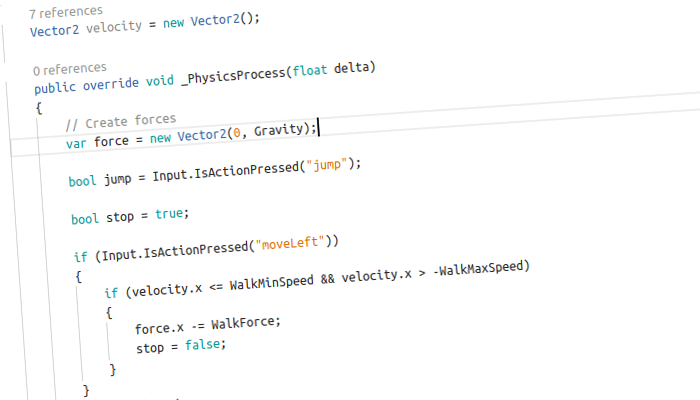 7 references
Vector2 velocity = new Vector2();
0 references
public override void _PhysicsProcess(float delta)
{
// Create forces
var force = new Vector2(0, Gravity);
bool jump = Input.IsActionPressed("jump");
bool stop = true;
if (Input.IsActionPressed("moveLeft"))
{
if (velocity.x <= WalkMinSpeed && velocity.x > -WalkMaxSpeed)
{
force.x -= WalkForce;
stop = false;
}
}